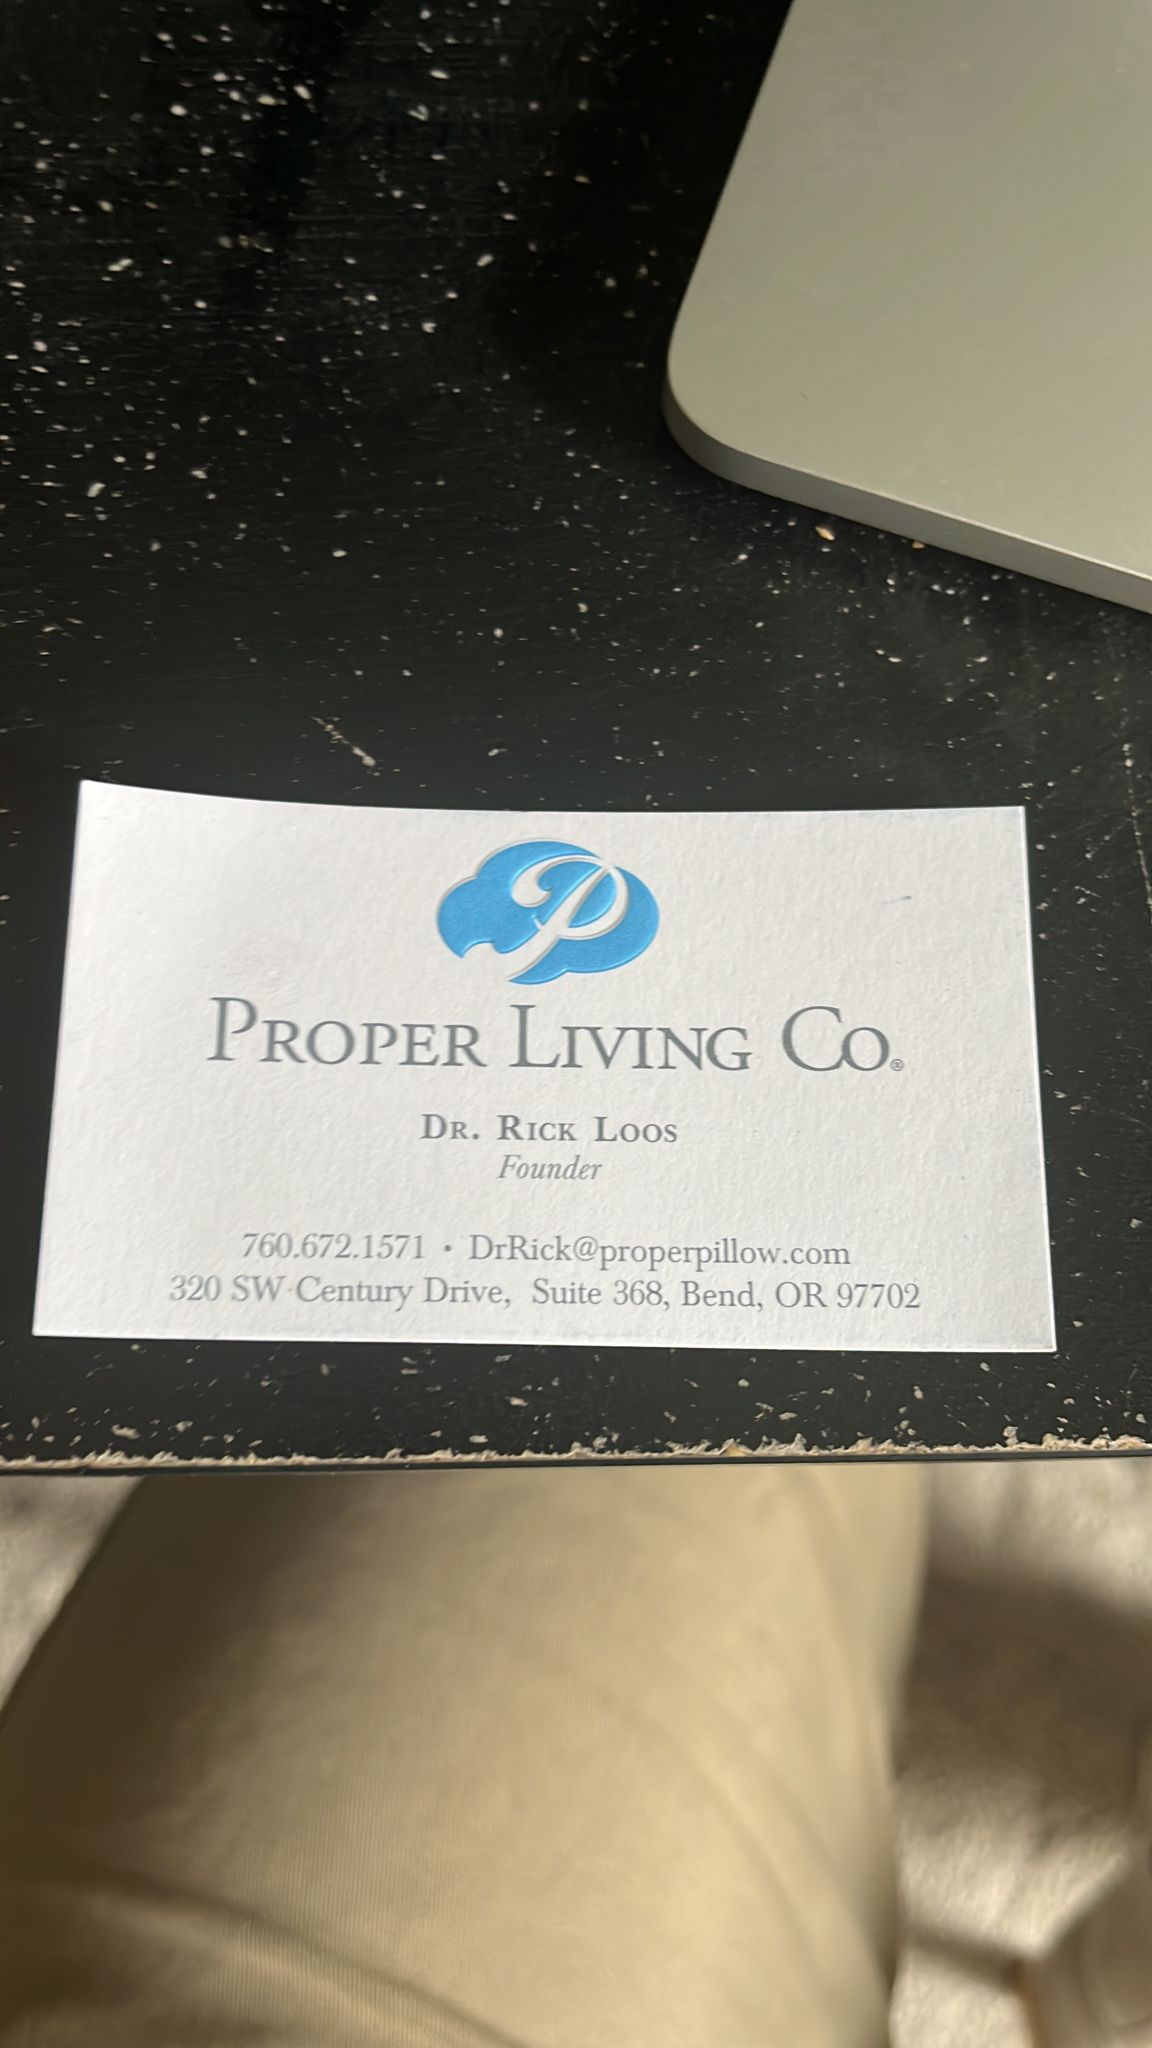 P
PROPER LIVING CO.®
DR. RICK LOOS
Founder
760.672.1571 • DrRick@properpillow.com
320 SW Century Drive, Suite 368, Bend, OR 97702